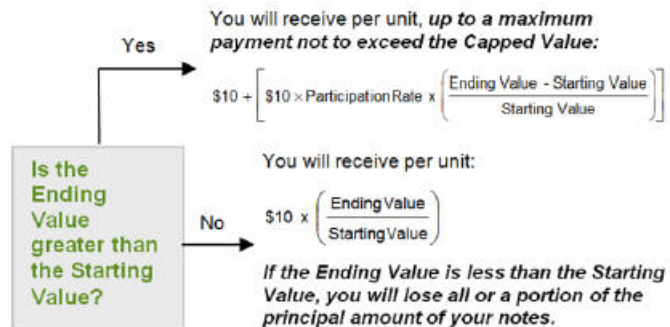 You will receive per unit, up to a maximum
payment not to exceed the Capped Value:
Yes
$10 + [ $10 × Participation Rate x ( Ending Value - Starting Value / Starting Value ) ]
Is the
Ending
Value
greater than
the Starting
Value?
You will receive per unit:
No
$10 x ( Ending Value / Starting Value )
If the Ending Value is less than the Starting
Value, you will lose all or a portion of the
principal amount of your notes.